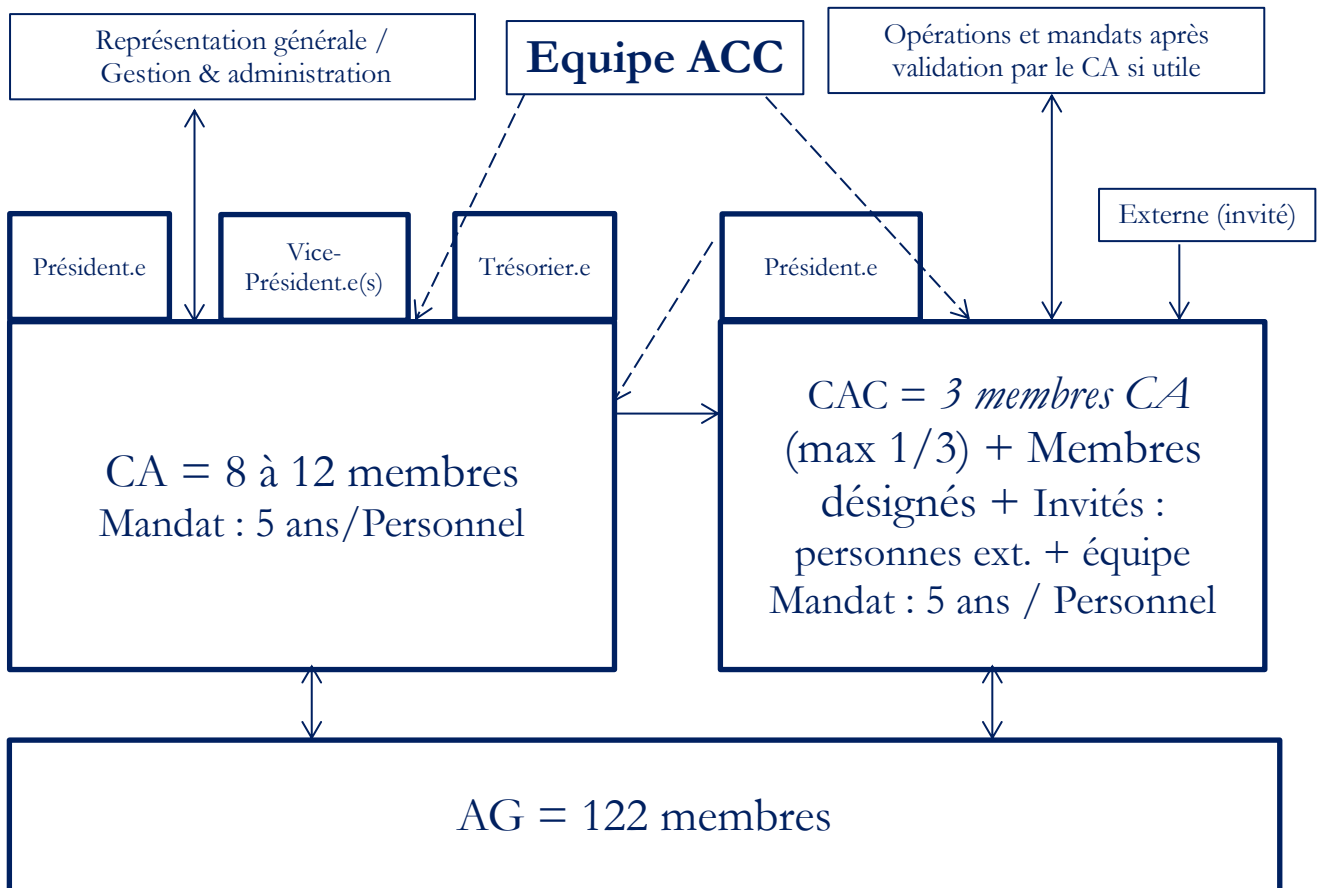 Représentation générale /
Gestion & administration
Equipe ACC
Opérations et mandats après
validation par le CA si utile
Externe (invité)
Président.e
Vice-
Président.e(s)
Trésorier.e
Président.e
CA = 8 à 12 membres
Mandat : 5 ans/Personnel
CAC = 3 membres CA
(max 1/3) + Membres
désignés + Invités :
personnes ext. + équipe
Mandat : 5 ans / Personnel
AG = 122 membres